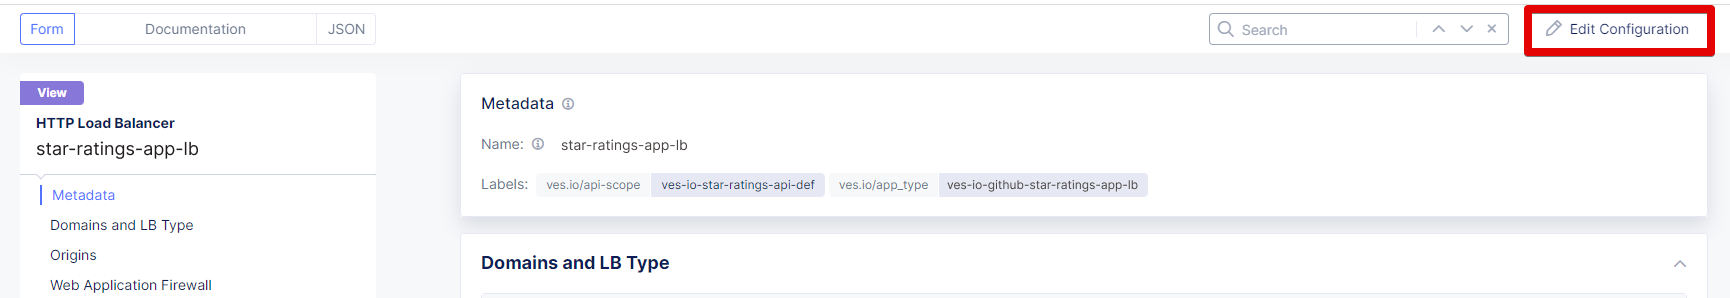 Form Documentation JSON Search Edit Configuration
View
HTTP Load Balancer
star-ratings-app-lb
Metadata
Domains and LB Type
Origins
Web Application Firewall
Metadata
Name: star-ratings-app-lb
Labels: ves.io/api-scope ves-io-star-ratings-api-def ves.io/app_type ves-io-github-star-ratings-app-lb
Domains and LB Type